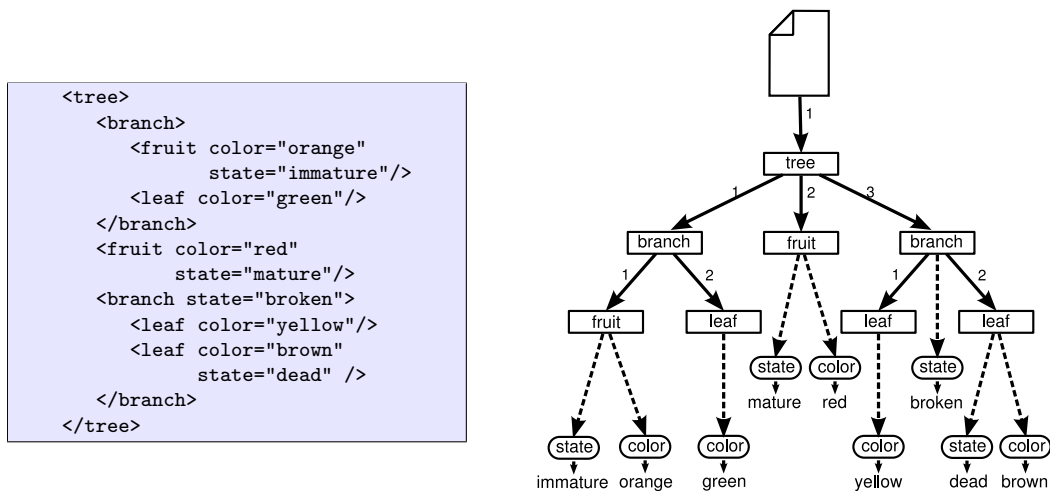 <tree>
<branch>
<fruit color="orange"
state="immature"/>
<leaf color="green"/>
</branch>
<fruit color="red"
state="mature"/>
<branch state="broken">
<leaf color="yellow"/>
<leaf color="brown"
state="dead" />
</branch>
</tree>
1
tree
1 2 3
branch fruit branch
1 2 1 2
fruit leaf leaf leaf
state color state
mature red broken
state color color color state color
immature orange green yellow dead brown